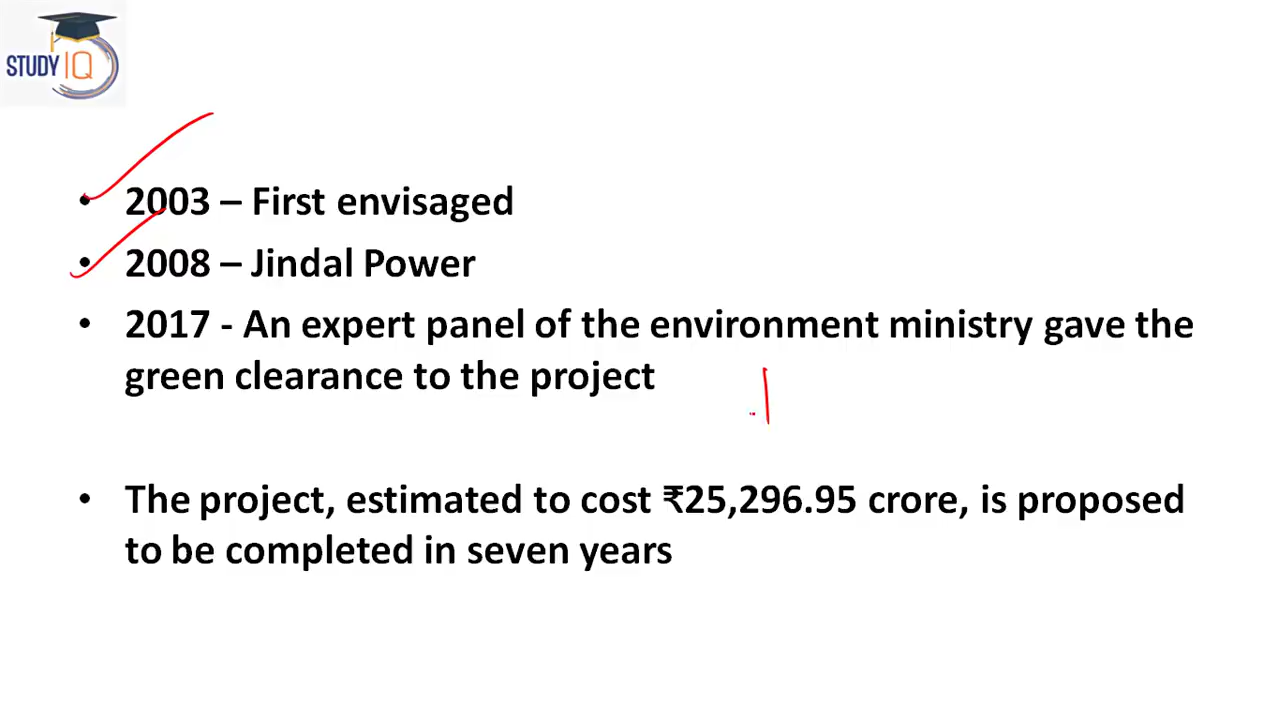 STUDY IQ
• 2003 – First envisaged
• 2008 – Jindal Power
• 2017 - An expert panel of the environment ministry gave the
green clearance to the project
• The project, estimated to cost ₹25,296.95 crore, is proposed
to be completed in seven years